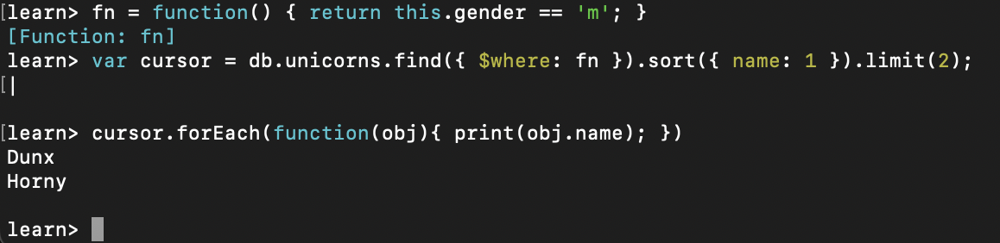 [learn> fn = function() { return this.gender == 'm'; }
[Function: fn]
learn> var cursor = db.unicorns.find({ $where: fn }).sort({ name: 1 }).limit(2);
[|
[learn> cursor.forEach(function(obj){ print(obj.name); })
Dunx
Horny
learn>